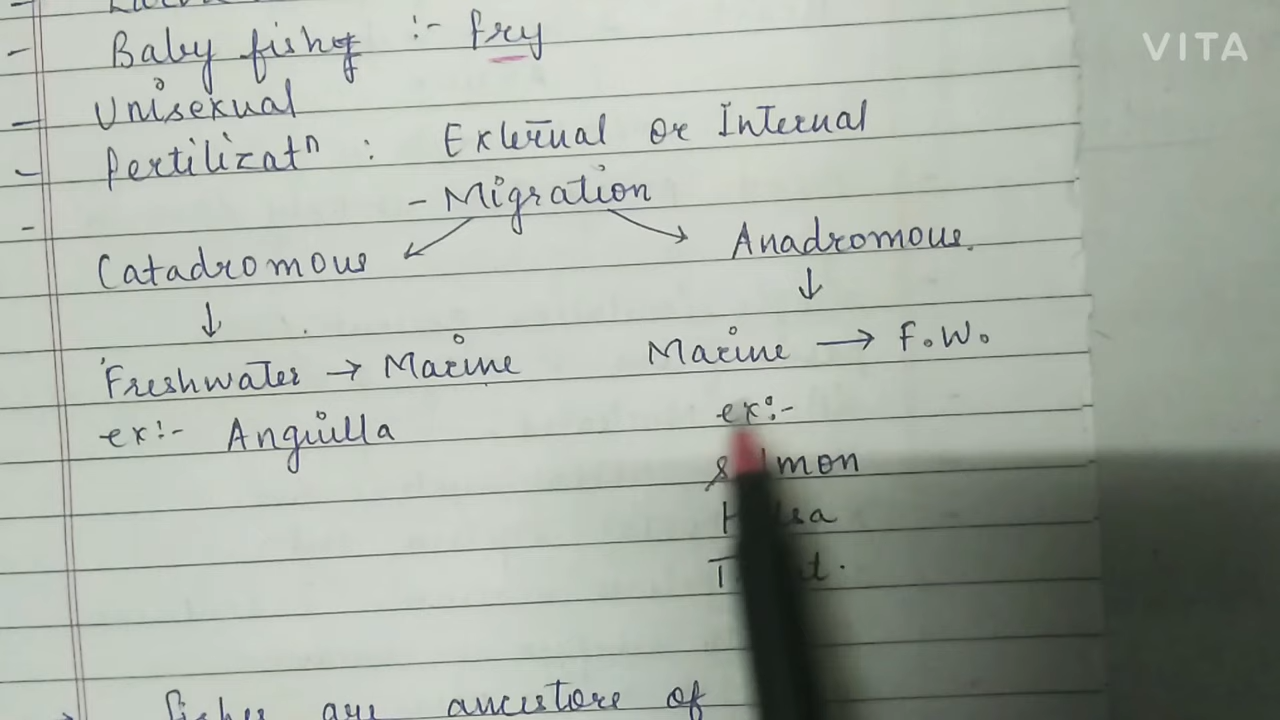 Baby fish :- fry
VITA
- Unisexual
- Fertilizatⁿ : External or Internal
- - Migration
Catadromous Anadromous.
Freshwater → Marine Marine → F.W.
ex:- Anguilla ex:-
fishes are ancestors of